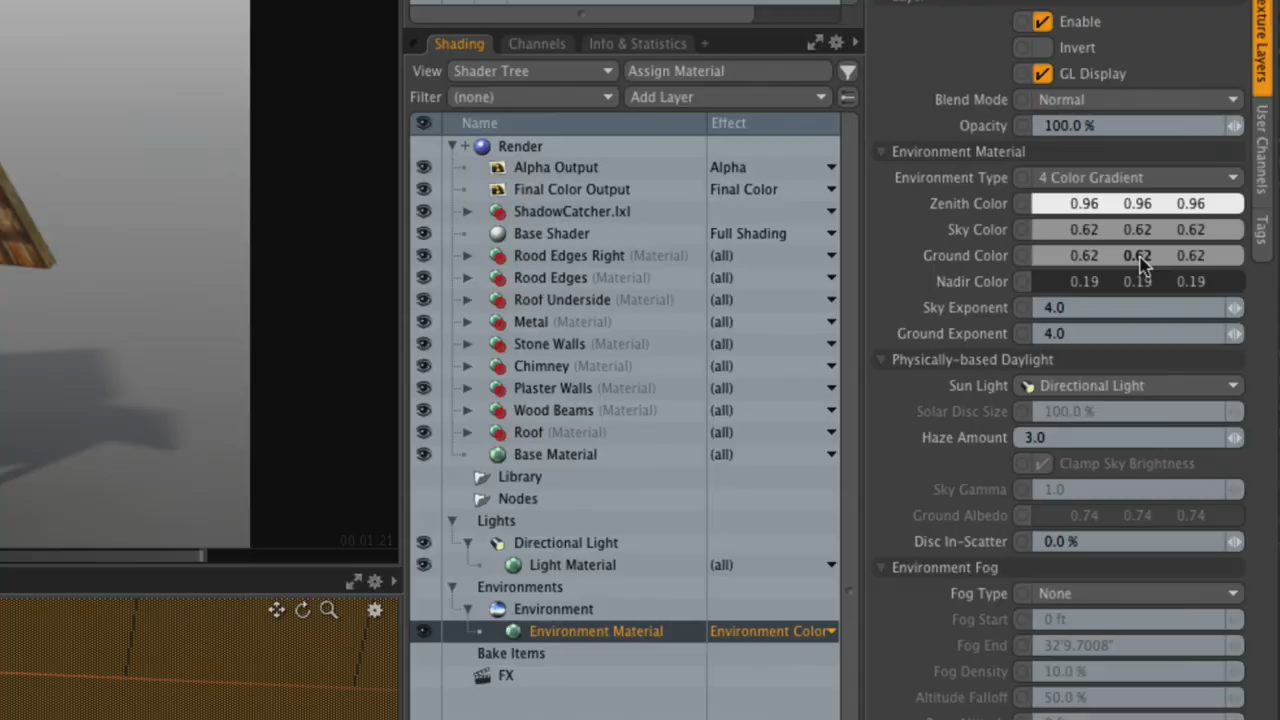 Enable
Invert
GL Display
Blend Mode Normal
Opacity 100.0 %
Environment Material
Environment Type 4 Color Gradient
Zenith Color 0.96 0.96 0.96
Sky Color 0.62 0.62 0.62
Ground Color 0.62 0.62 0.62
Nadir Color 0.19 0.19 0.19
Sky Exponent 4.0
Ground Exponent 4.0
Physically-based Daylight
Sun Light Directional Light
Solar Disc Size 100.0 %
Haze Amount 3.0
Clamp Sky Brightness
Sky Gamma 1.0
Ground Albedo 0.74 0.74 0.74
Disc In-Scatter 0.0 %
Environment Fog
Fog Type None
Fog Start 0 ft
Fog End 32'9.7008"
Fog Density 10.0 %
Altitude Falloff 50.0 %
Shading Channels Info & Statistics +
View Shader Tree Assign Material
Filter (none) Add Layer
Name Effect
Render
Alpha Output Alpha
Final Color Output Final Color
ShadowCatcher.lxl
Base Shader Full Shading
Rood Edges Right (Material) (all)
Rood Edges (Material) (all)
Roof Underside (Material) (all)
Metal (Material) (all)
Stone Walls (Material) (all)
Chimney (Material) (all)
Plaster Walls (Material) (all)
Wood Beams (Material) (all)
Roof (Material) (all)
Base Material (all)
Library
Nodes
Lights
Directional Light
Light Material (all)
Environments
Environment
Environment Material Environment Color
Bake Items
FX
00:01:21
Layers
User Channels
Tags